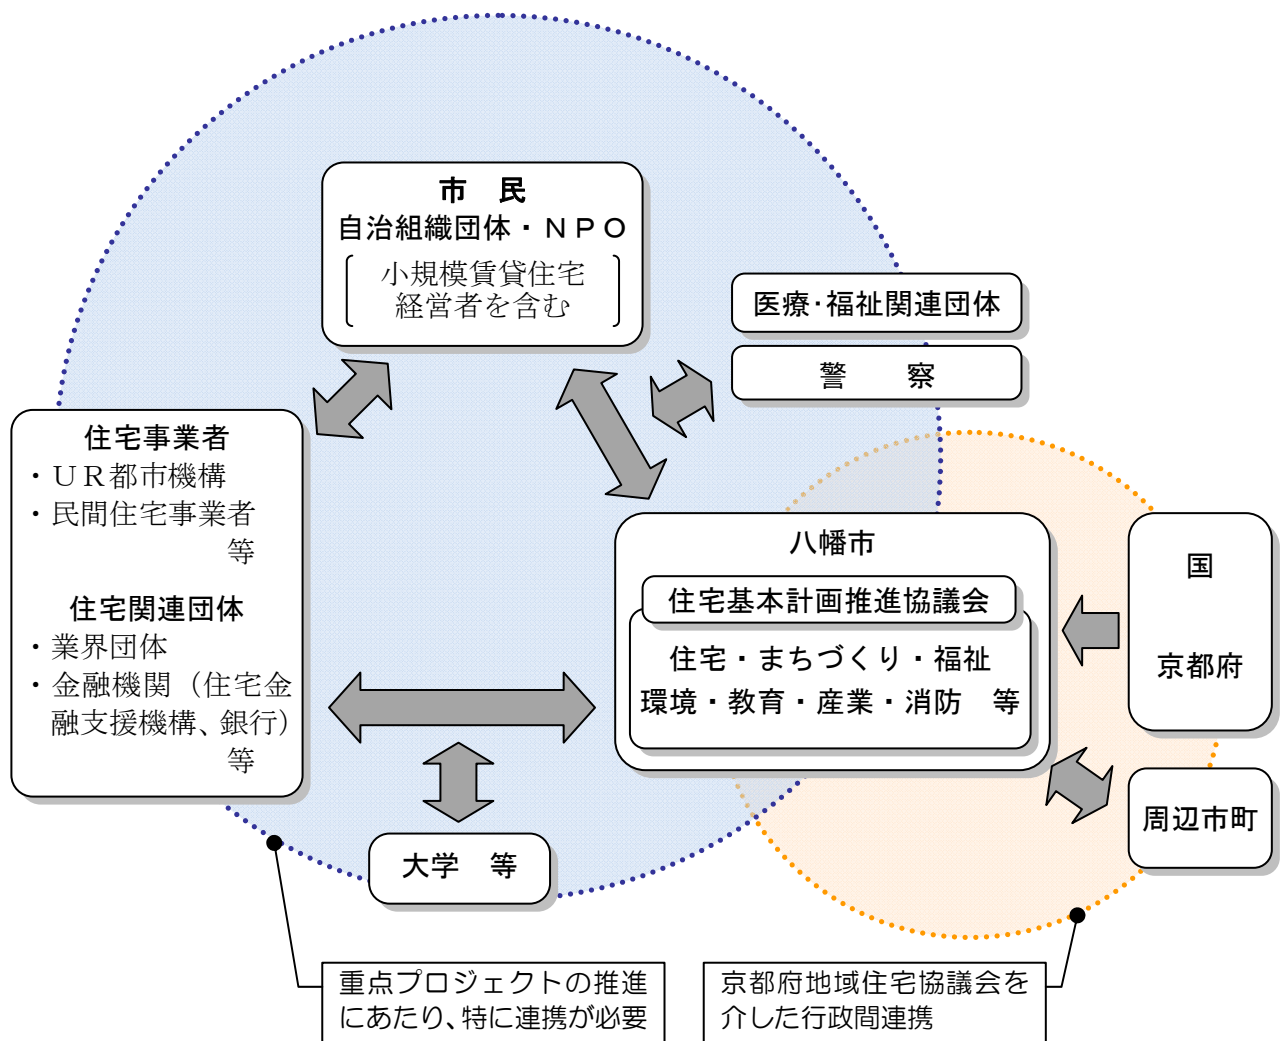 市　民
自治組織団体・ＮＰＯ
小規模賃貸住宅
経営者を含む
医療･福祉関連団体
警　　察
住宅事業者
・ＵＲ都市機構
・民間住宅事業者
等
住宅関連団体
・業界団体
・金融機関（住宅金
融支援機構、銀行）
等
八幡市
住宅基本計画推進協議会
住宅・まちづくり・福祉
環境・教育・産業・消防　等
国
京都府
周辺市町
大学　等
重点プロジェクトの推進
にあたり、特に連携が必要
京都府地域住宅協議会を
介した行政間連携